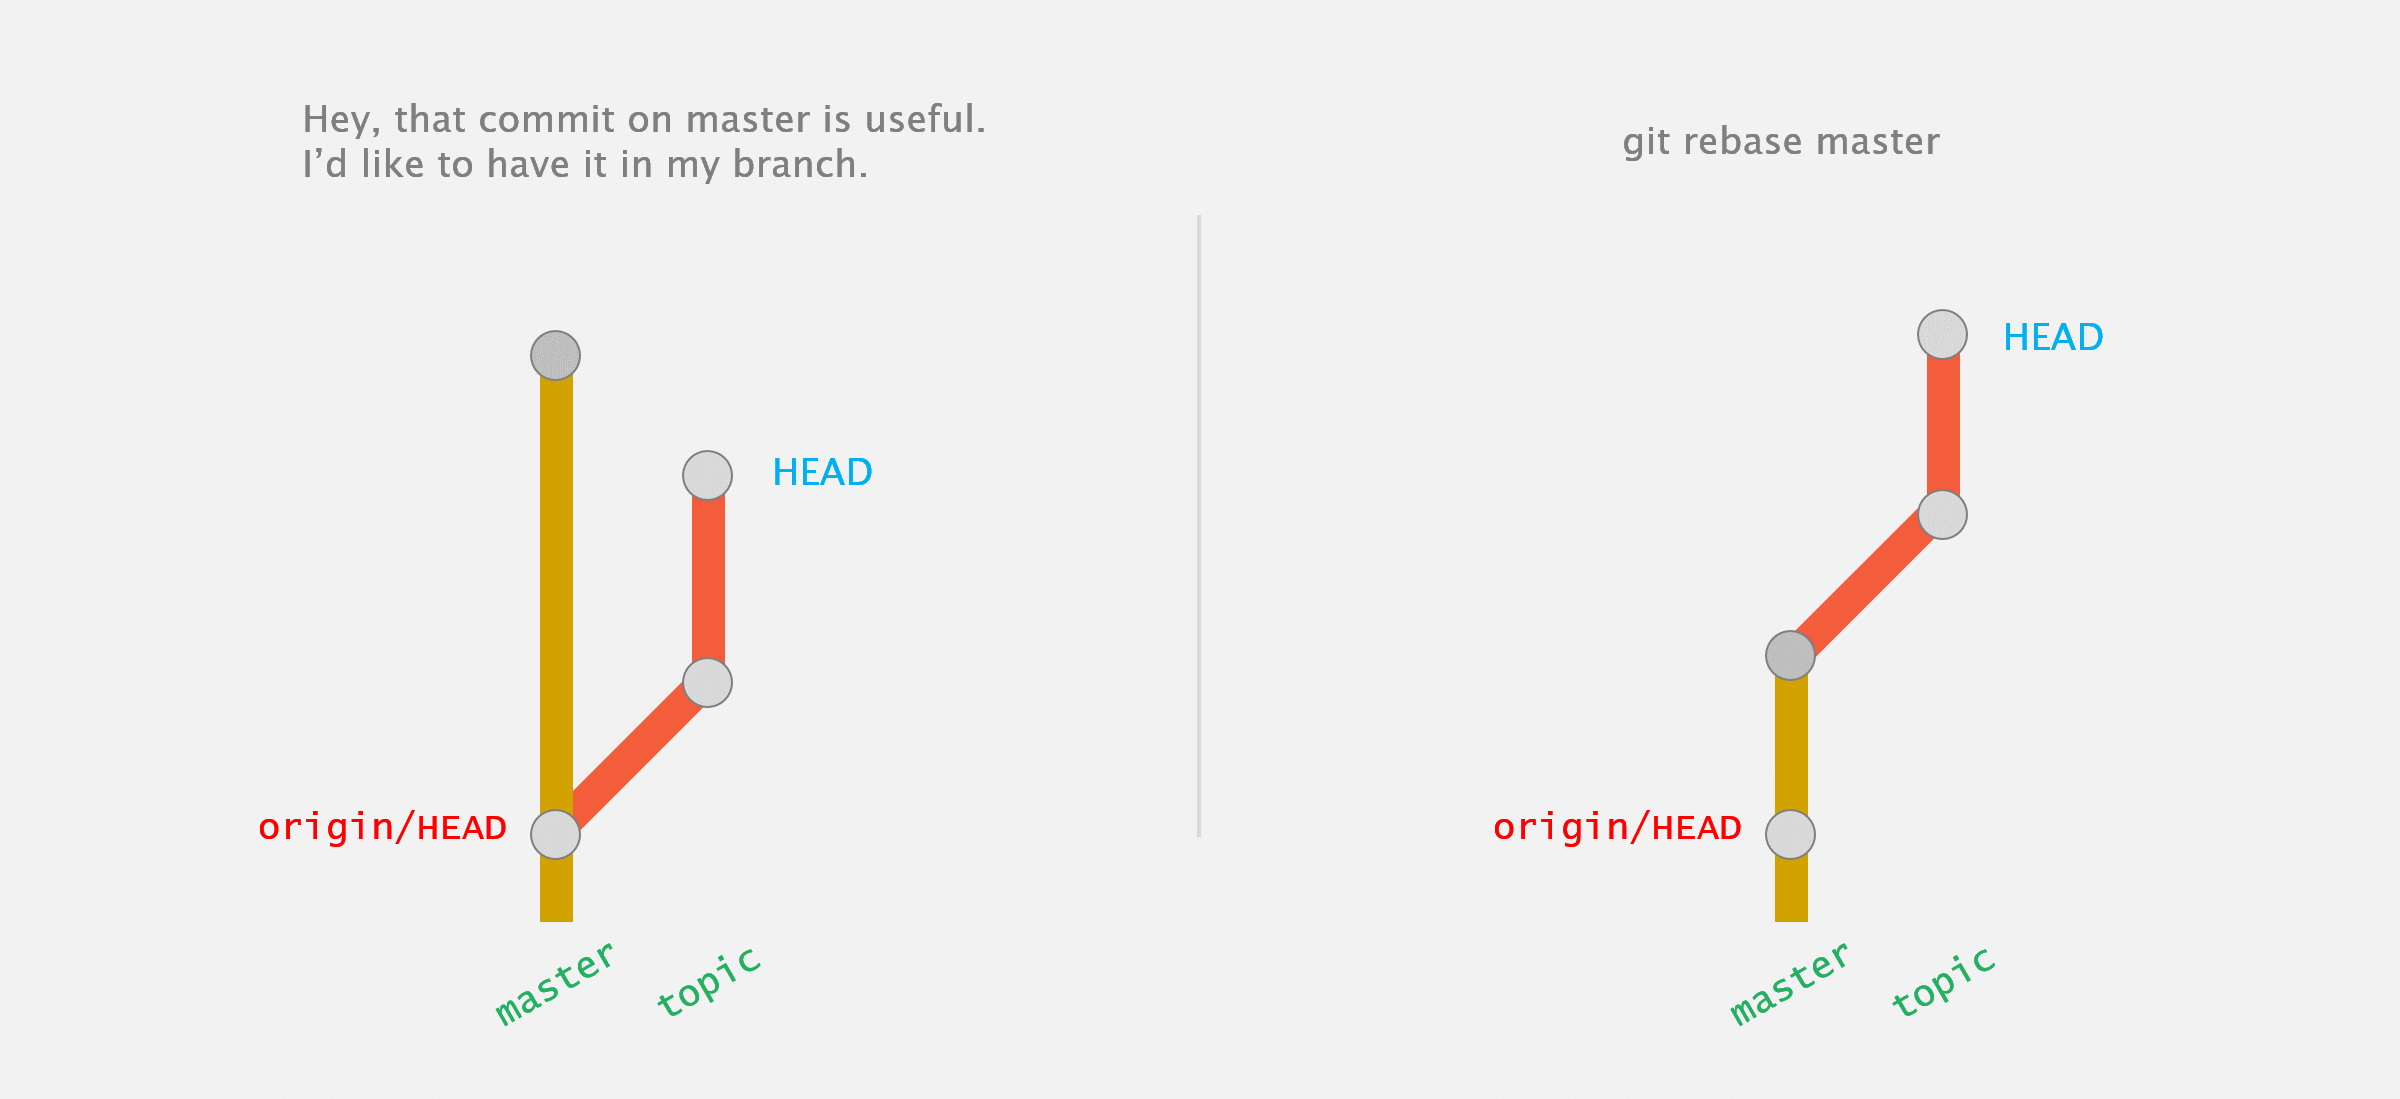 Hey, that commit on master is useful.
I’d like to have it in my branch.
HEAD
origin/HEAD
master
topic
git rebase master
HEAD
origin/HEAD
master
topic